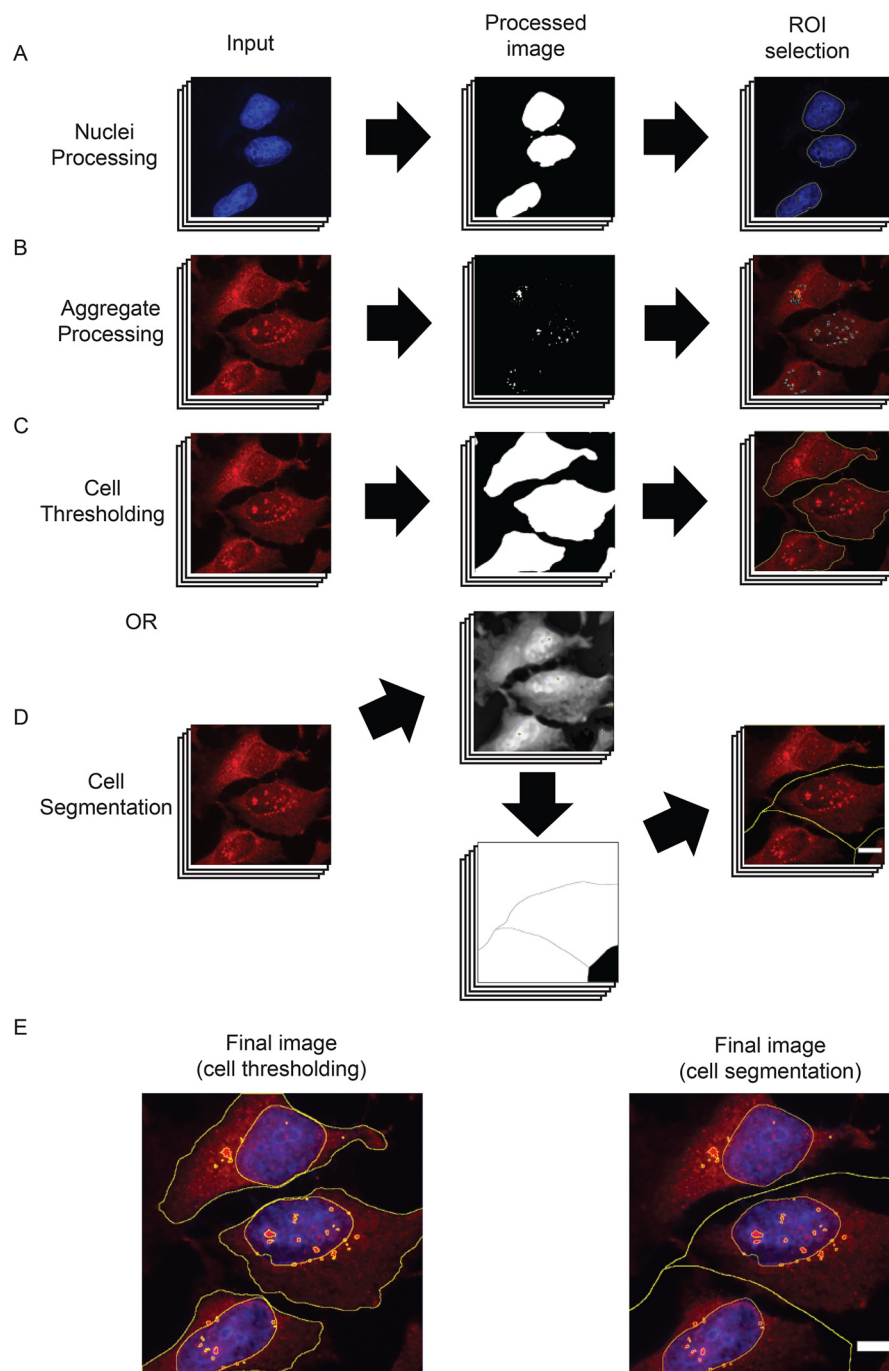 A
Input
Processed
image
ROI
selection
Nuclei
Processing
B
Aggregate
Processing
C
Cell
Thresholding
OR
D
Cell
Segmentation
E
Final image
(cell thresholding)
Final image
(cell segmentation)